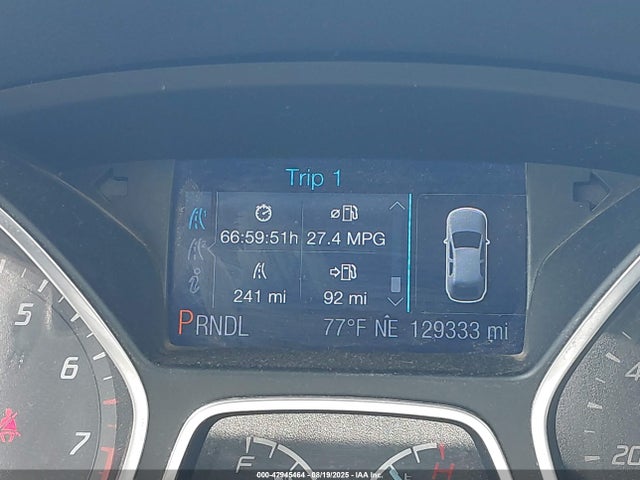 Trip 1
66:59:51h 27.4 MPG
241 mi 92 mi
PRNDL 77°F NE 129333 mi
5
6
7
4
20
F H
000-47945464 | 08/19/2025 | IAA Inc.